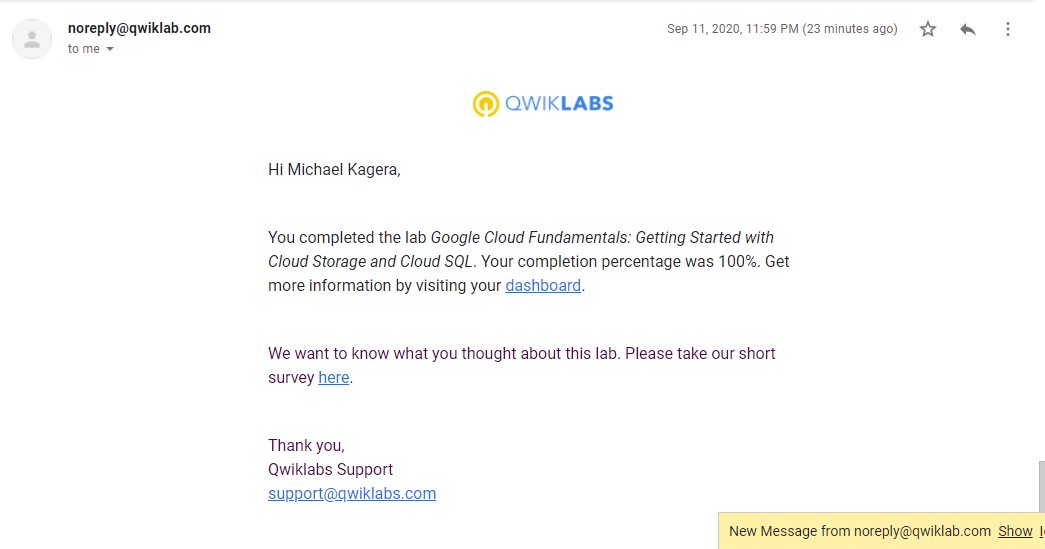 noreply@qwiklab.com
Sep 11, 2020, 11:59 PM (23 minutes ago)
to me
QWIKLABS
Hi Michael Kagera,
You completed the lab Google Cloud Fundamentals: Getting Started with
Cloud Storage and Cloud SQL. Your completion percentage was 100%. Get
more information by visiting your dashboard.
We want to know what you thought about this lab. Please take our short
survey here.
Thank you,
Qwiklabs Support
support@qwiklabs.com
New Message from noreply@qwiklab.com Show